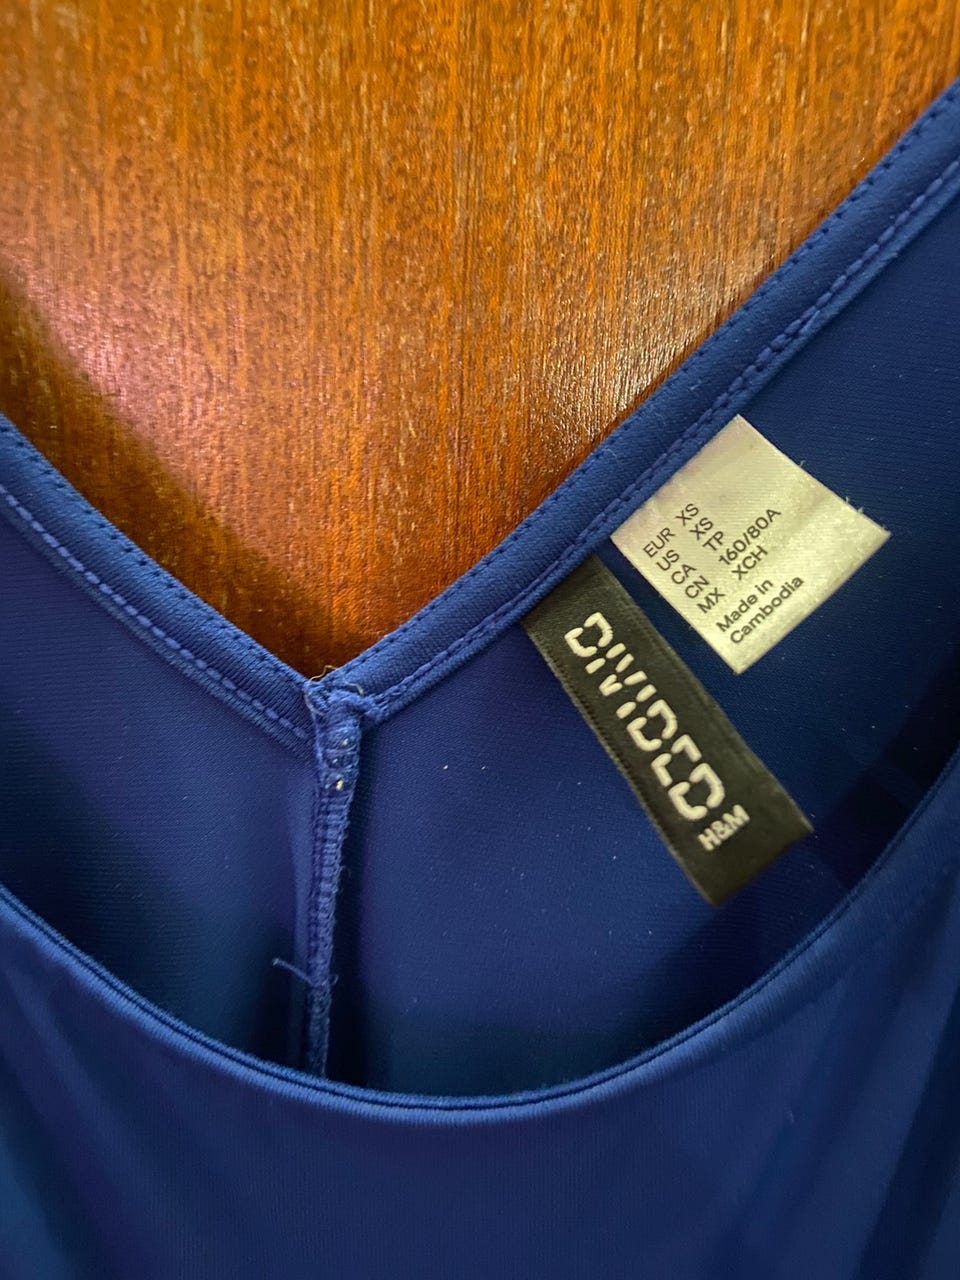 EUR XS
US XS
CA TP
CN 160/80A
MX XCH
Made in
Cambodia
DIVIDED
H&M